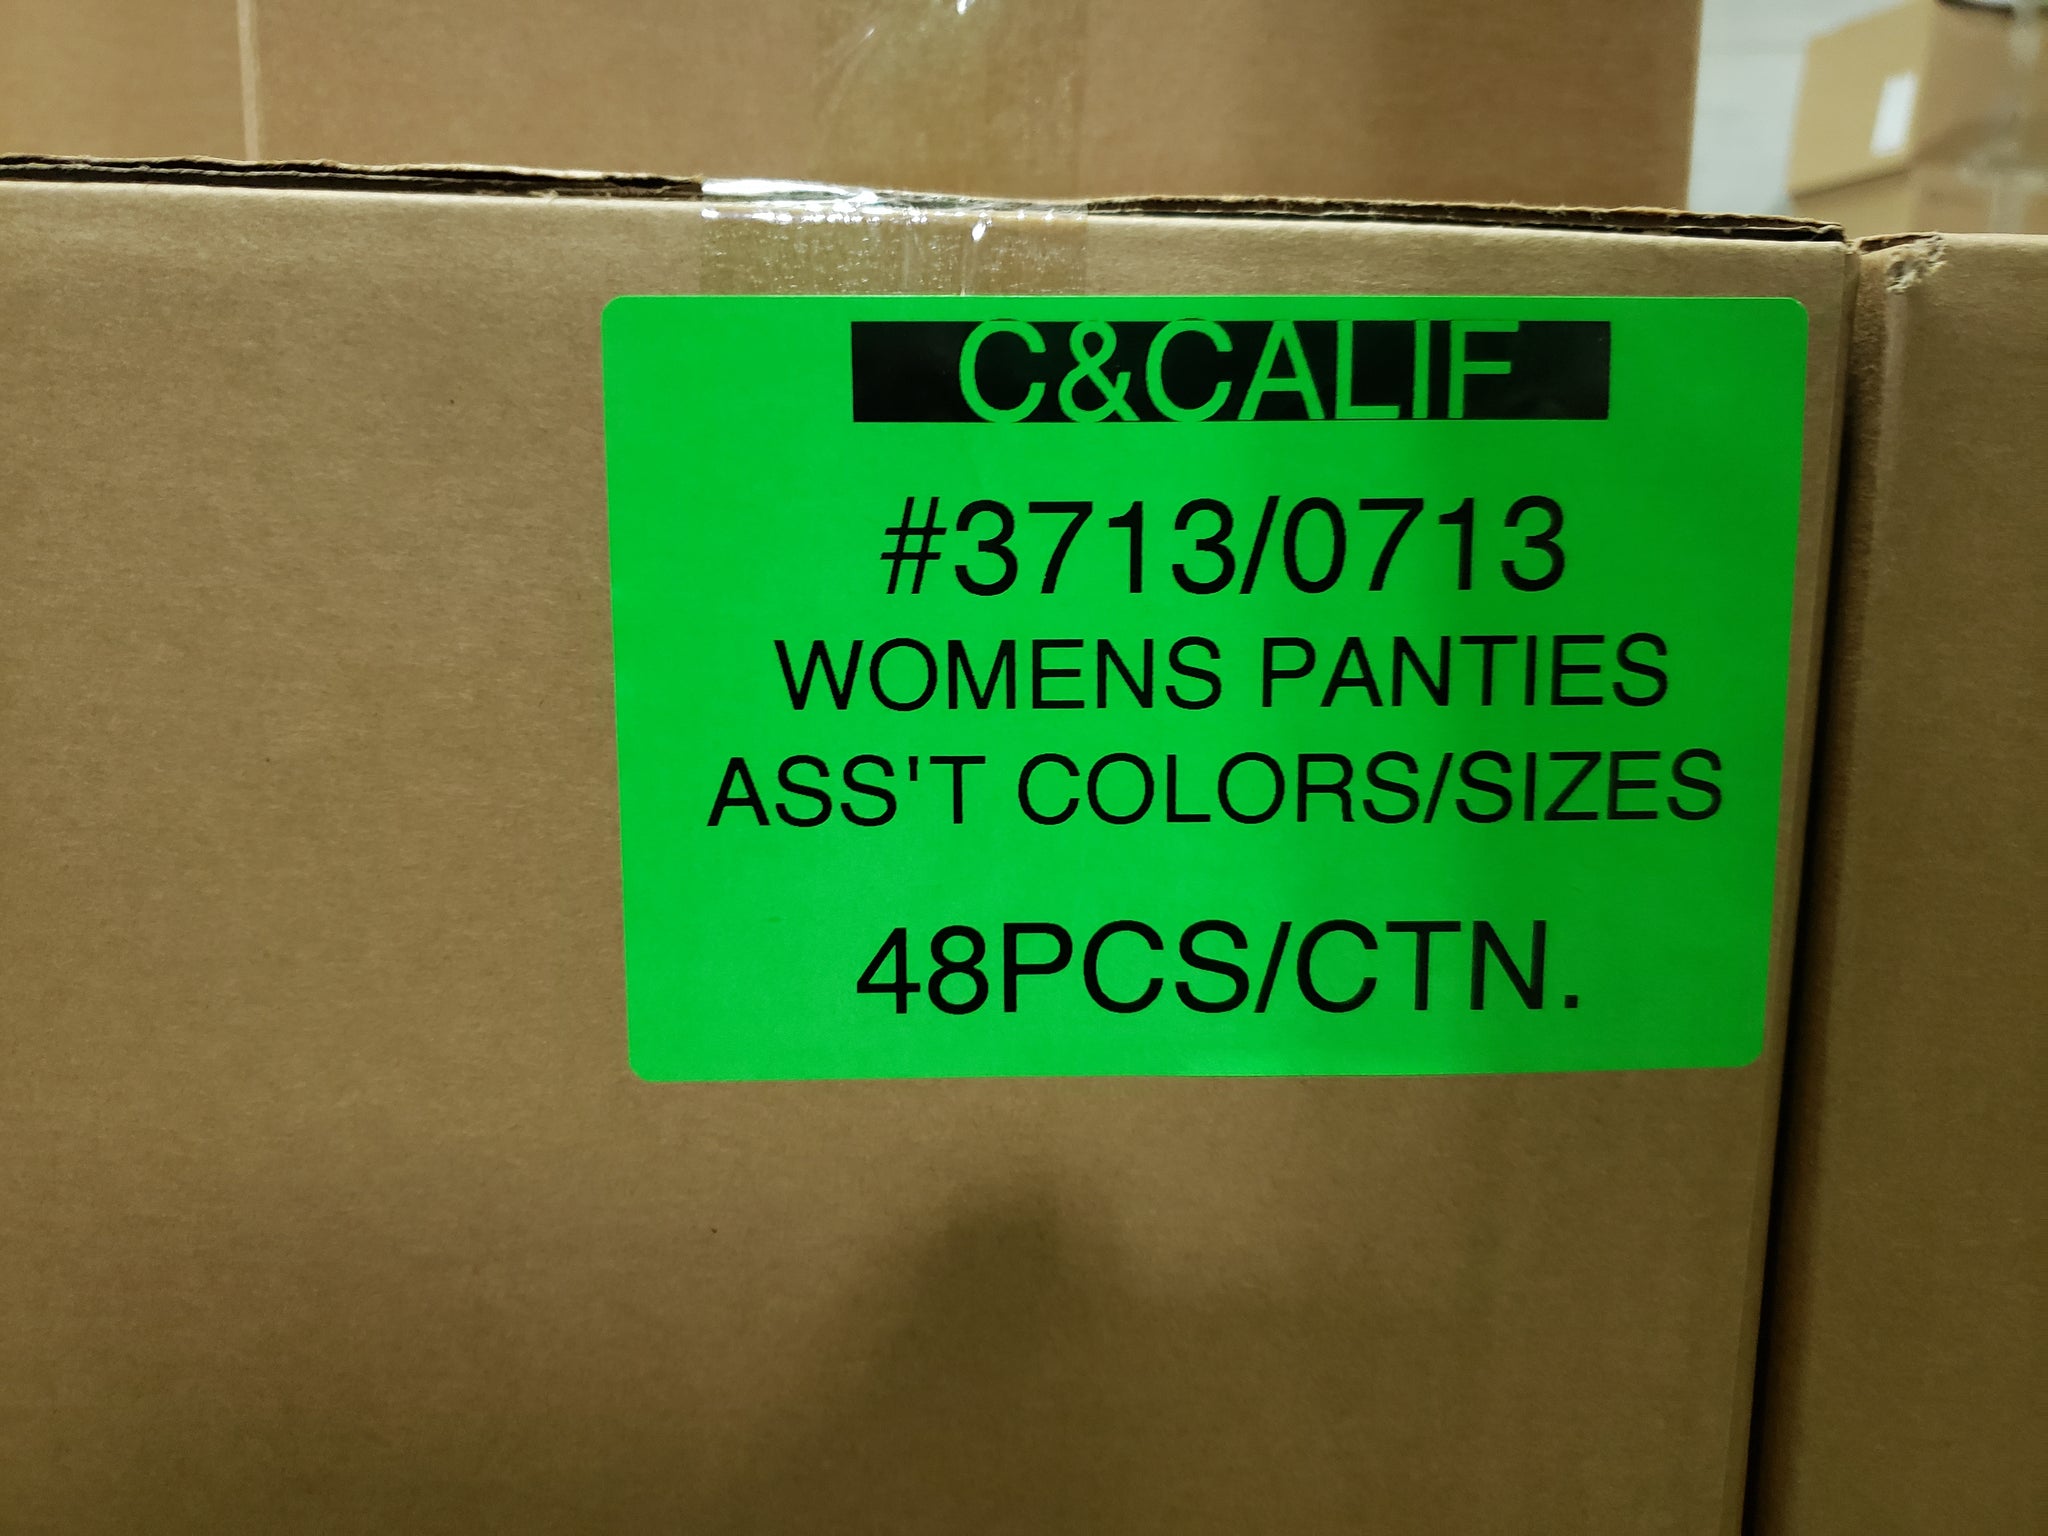 C&CALIF
#3713/0713
WOMENS PANTIES
ASS'T COLORS/SIZES
48PCS/CTN.